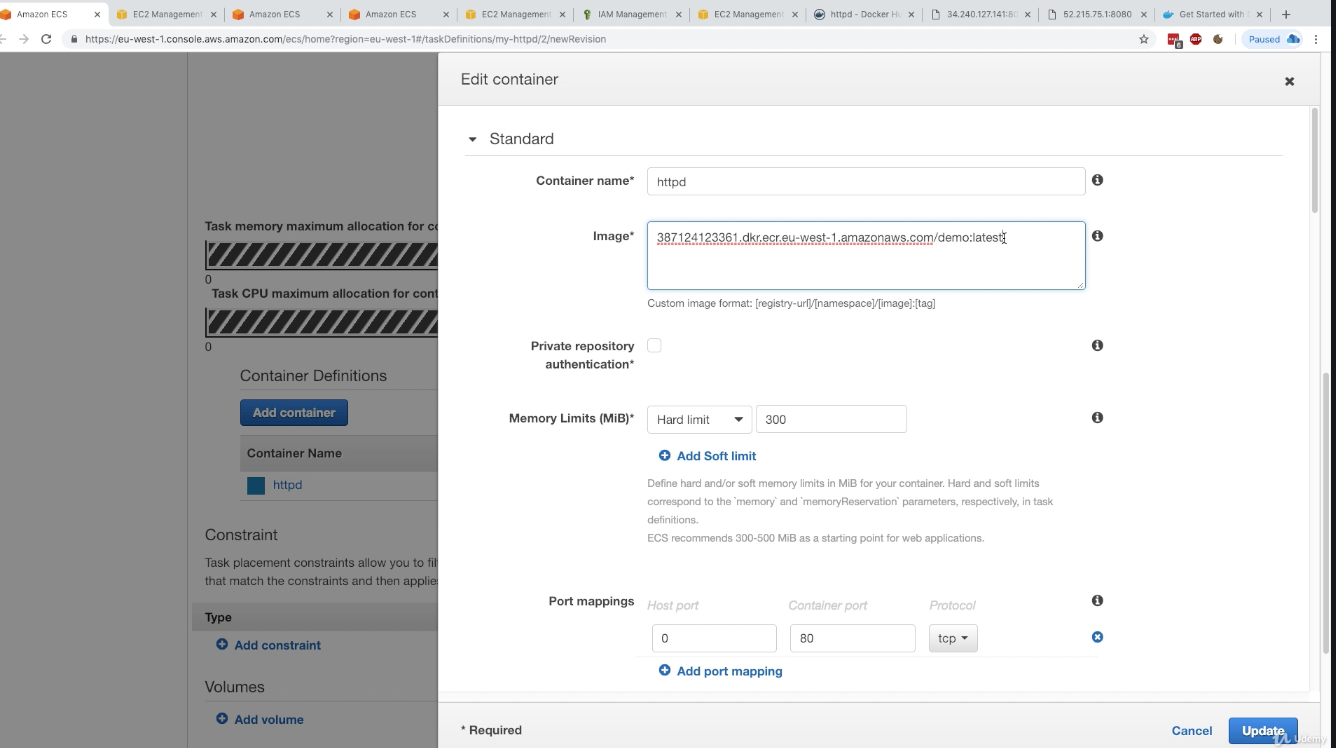 Amazon ECS
EC2 Management
Amazon ECS
Amazon ECS
EC2 Management
IAM Management
EC2 Management
httpd - Docker Hu
34.240.127.141:80
52.215.75.1:8080
Get Started with
https://eu-west-1.console.aws.amazon.com/ecs/home?region=eu-west-1#/taskDefinitions/my-httpd/2/newRevision
6
ABP
Paused
Edit container
Standard
Container name*
httpd
Image*
387124123361.dkr.ecr.eu-west-1.amazonaws.com/demo:latest
Custom image format: [registry-url]/[namespace]/[image]:[tag]
Private repository
authentication*
Memory Limits (MiB)*
Hard limit
300
Add Soft limit
Define hard and/or soft memory limits in MiB for your container. Hard and soft limits
correspond to the `memory` and `memoryReservation` parameters, respectively, in task
definitions.
ECS recommends 300-500 MiB as a starting point for web applications.
Port mappings
Host port
Container port
Protocol
0
80
tcp
Add port mapping
* Required
Cancel
Update
Udemy
Task memory maximum allocation for co
0
Task CPU maximum allocation for cont
0
Container Definitions
Add container
Container Name
httpd
Constraint
Task placement constraints allow you to fil
that match the constraints and then applie
Type
Add constraint
Volumes
Add volume